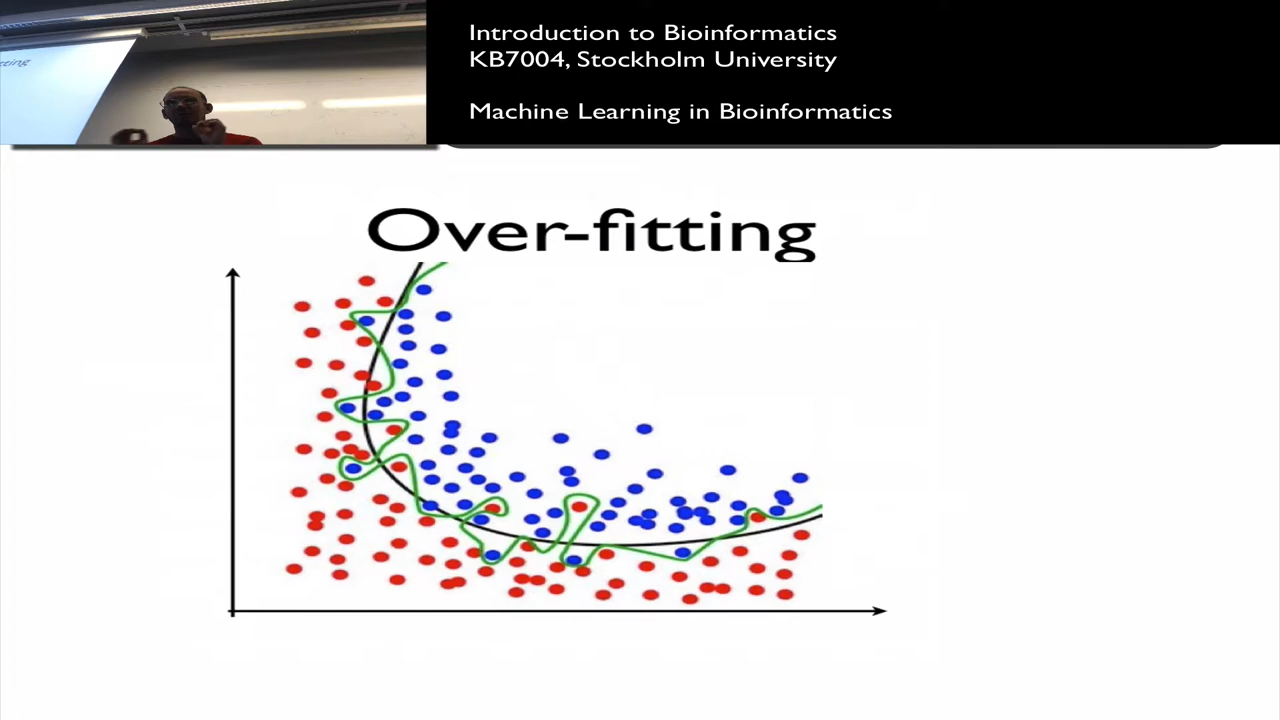 Introduction to Bioinformatics
KB7004, Stockholm University
Machine Learning in Bioinformatics
Over-fitting